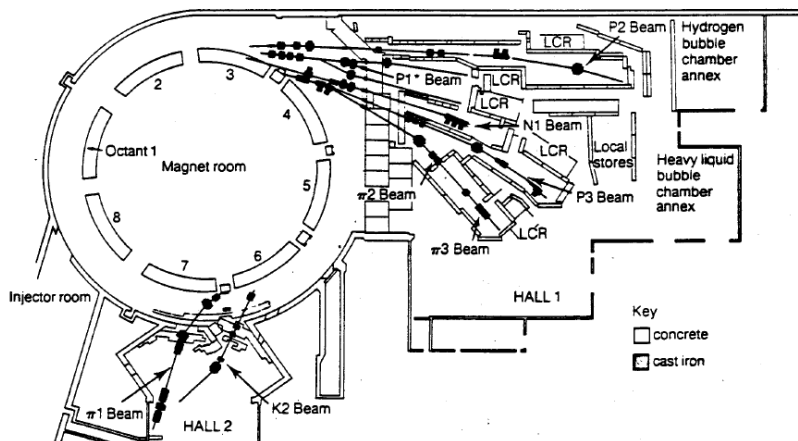 P2 Beam
Hydrogen
bubble
chamber
annex
LCR
2
3
P1* Beam
LCR
LCR
4
N1 Beam
LCR
Octant 1
Magnet room
Local
stores
Heavy liquid
bubble
chamber
annex
5
π2 Beam
P3 Beam
8
LCR
π3 Beam
6
7
Injector room
HALL 1
Key
concrete
cast iron
π1 Beam
K2 Beam
HALL 2